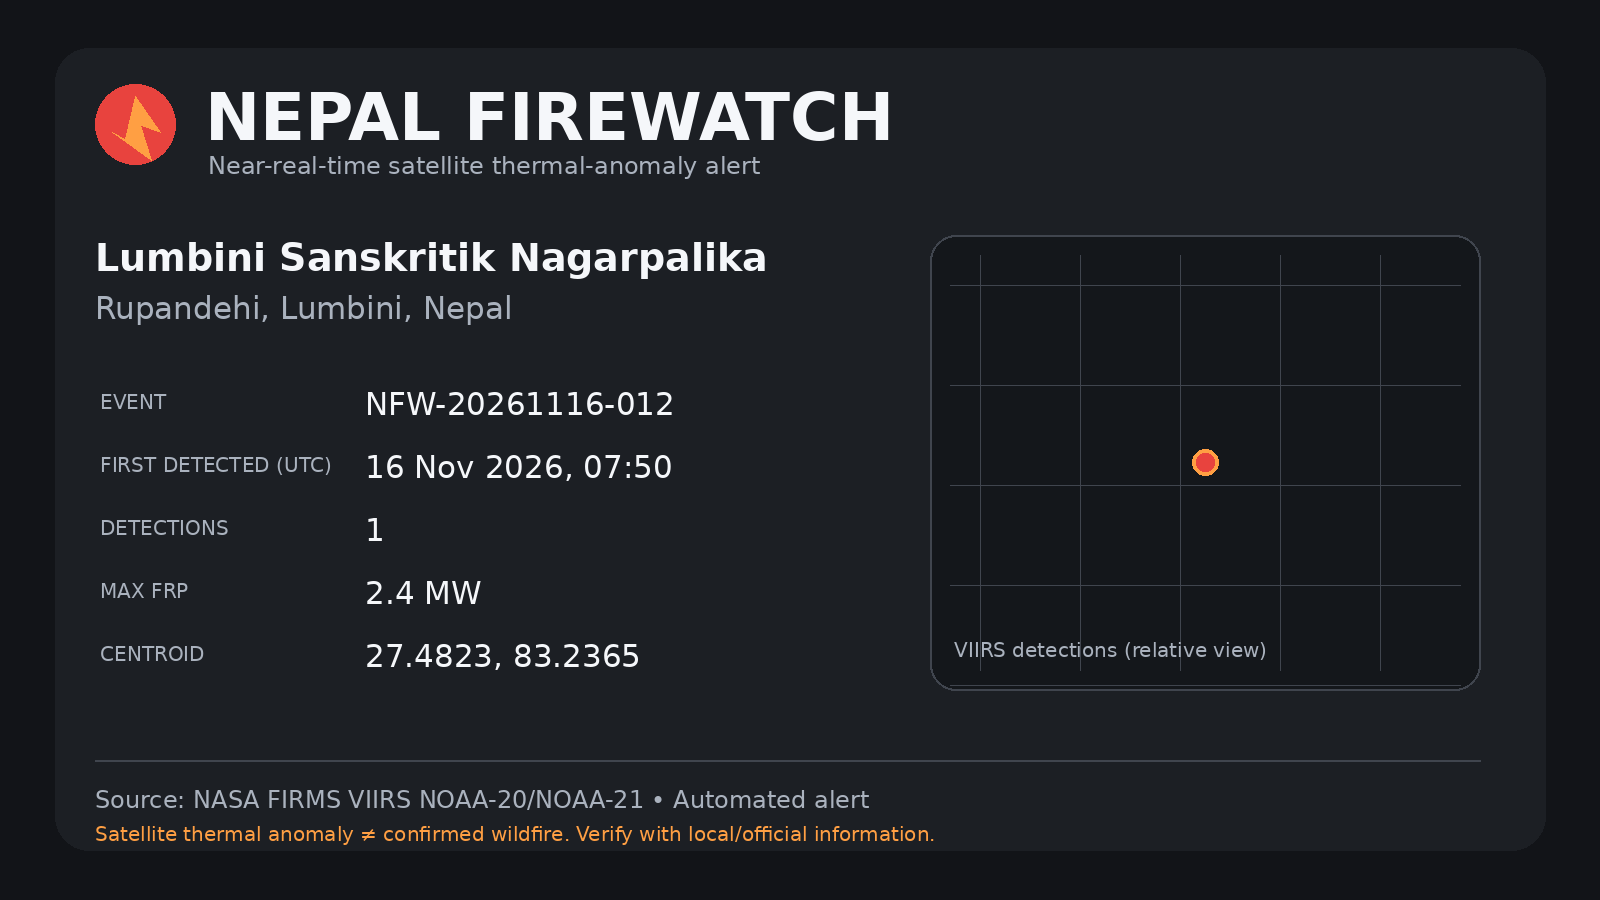 NEPAL FIREWATCH
Near-real-time satellite thermal-anomaly alert
Lumbini Sanskritik Nagarpalika
Rupandehi, Lumbini, Nepal
EVENT NFW-20261116-012
FIRST DETECTED (UTC) 16 Nov 2026, 07:50
DETECTIONS 1
MAX FRP 2.4 MW
CENTROID 27.4823, 83.2365
VIIRS detections (relative view)
Source: NASA FIRMS VIIRS NOAA-20/NOAA-21 • Automated alert
Satellite thermal anomaly ≠ confirmed wildfire. Verify with local/official information.